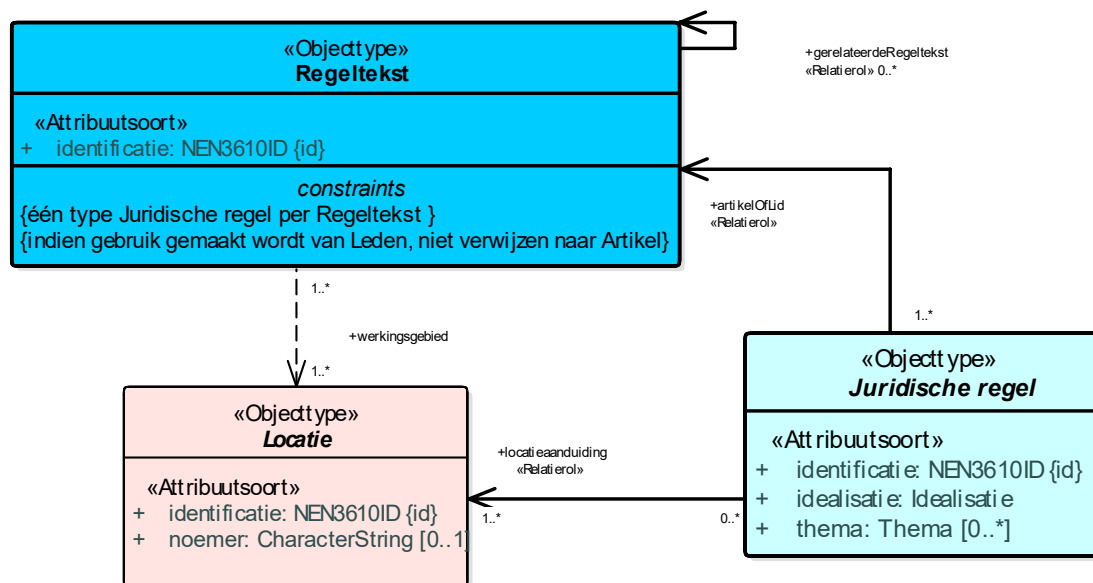 «Objecttype»
Regeltekst
«Attribuutsoort»
+ identificatie: NEN3610ID {id}
constraints
{één type Juridische regel per Regeltekst }
{indien gebruik gemaakt wordt van Leden, niet verwijzen naar Artikel}
+gerelateerdeRegeltekst
«Relatierol» 0..*
+artikelOfLid
«Relatierol»
1..*
1..*
+werkingsgebied
1..*
«Objecttype»
Locatie
«Attribuutsoort»
+ identificatie: NEN3610ID {id}
+ noemer: CharacterString [0..1]
+locatieaanduiding
«Relatierol»
1..*
0..*
«Objecttype»
Juridische regel
«Attribuutsoort»
+ identificatie: NEN3610ID {id}
+ idealisatie: Idealisatie
+ thema: Thema [0..*]